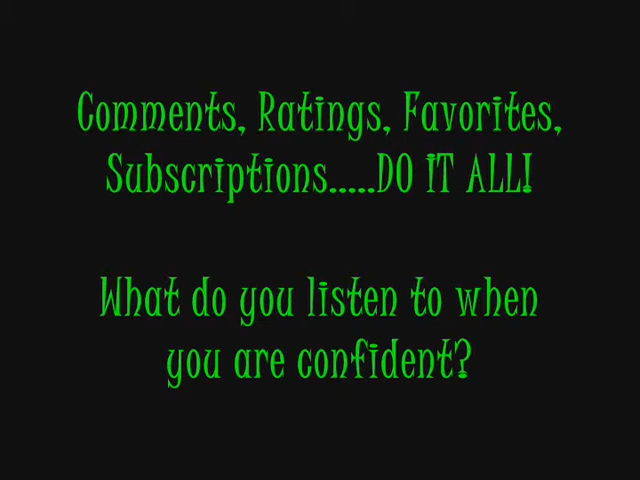 Comments, Ratings, Favorites,
Subscriptions.....DO IT ALL!
What do you listen to when
you are confident?